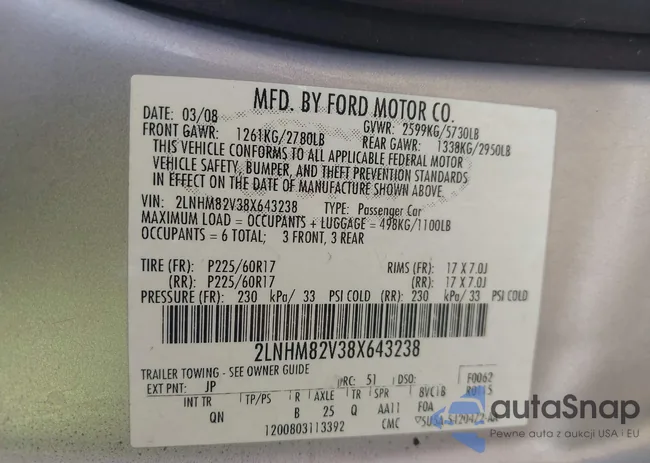 MFD. BY FORD MOTOR CO.
DATE: 03/08 GVWR: 2599KG/5730LB
FRONT GAWR: 1261KG/2780LB REAR GAWR: 1338KG/2950LB
THIS VEHICLE CONFORMS TO ALL APPLICABLE FEDERAL MOTOR
VEHICLE SAFETY, BUMPER, AND THEFT PREVENTION STANDARDS
IN EFFECT ON THE DATE OF MANUFACTURE SHOWN ABOVE.
VIN: 2LNHM82V38X643238 TYPE: Passenger Car
MAXIMUM LOAD = OCCUPANTS + LUGGAGE = 498KG/1100LB
OCCUPANTS = 6 TOTAL; 3 FRONT, 3 REAR
TIRE (FR): P225/60R17 RIMS (FR): 17 X 7.0J
(RR): P225/60R17 (RR): 17 X 7.0J
PRESSURE (FR): 230 kPa/ 33 PSI COLD (RR): 230 kPa/ 33 PSI COLD
2LNHM82V38X643238
TRAILER TOWING - SEE OWNER GUIDE
EXT PNT: JP RC: 51 DSO: F0062
INT TR TP/PS R AXLE TR SPR BVC1B
QN B 25 Q AA11 F0A
1200803113392 CMC
autaSnap
Pewne auta z aukcji USA i EU